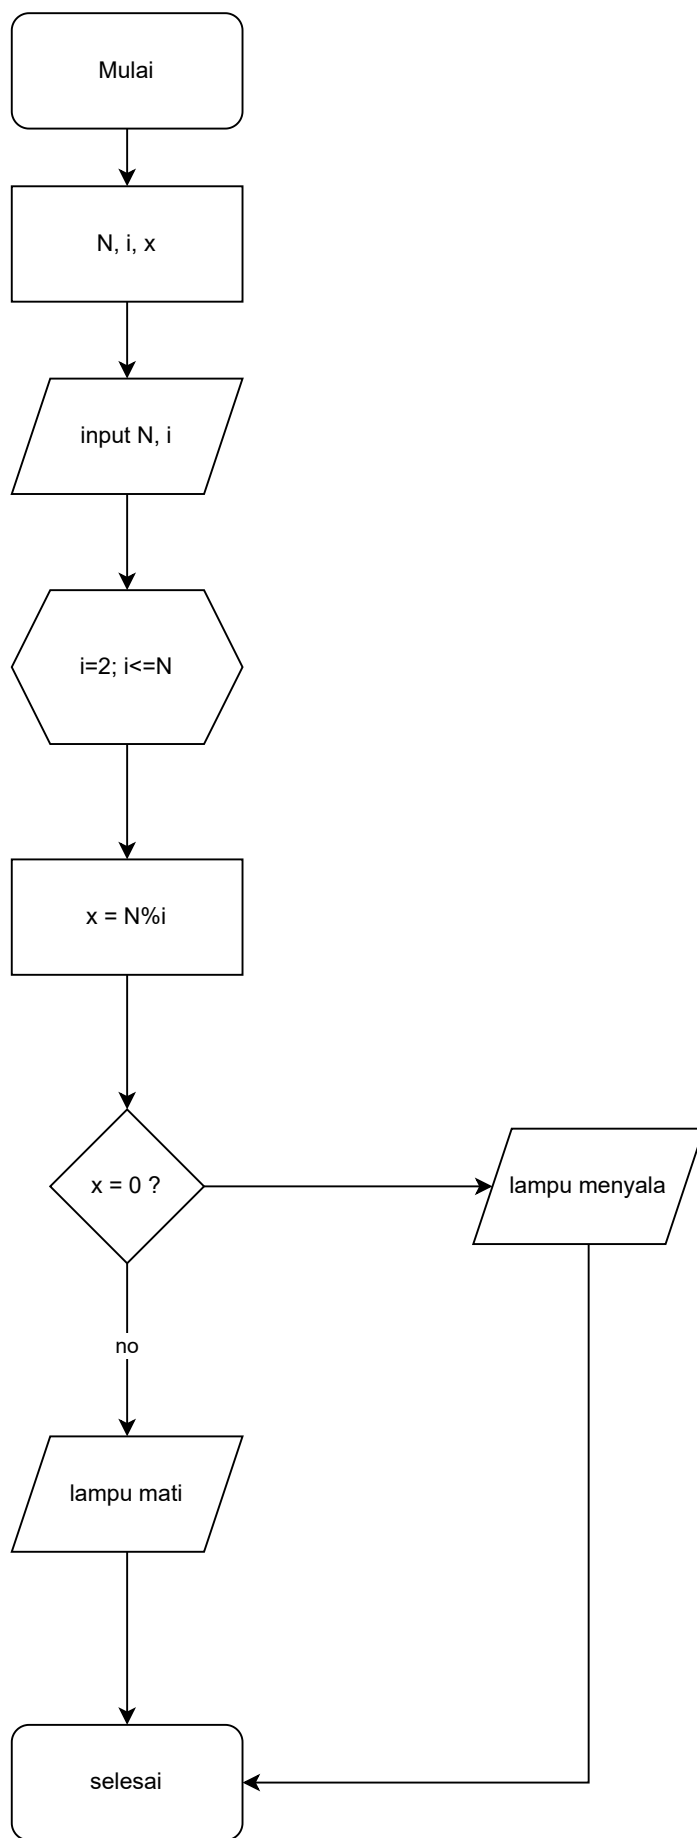 Mulai
N, i, x
input N, i
i=2; i<=N
x = N%i
x = 0 ?
lampu menyala
no
lampu mati
selesai